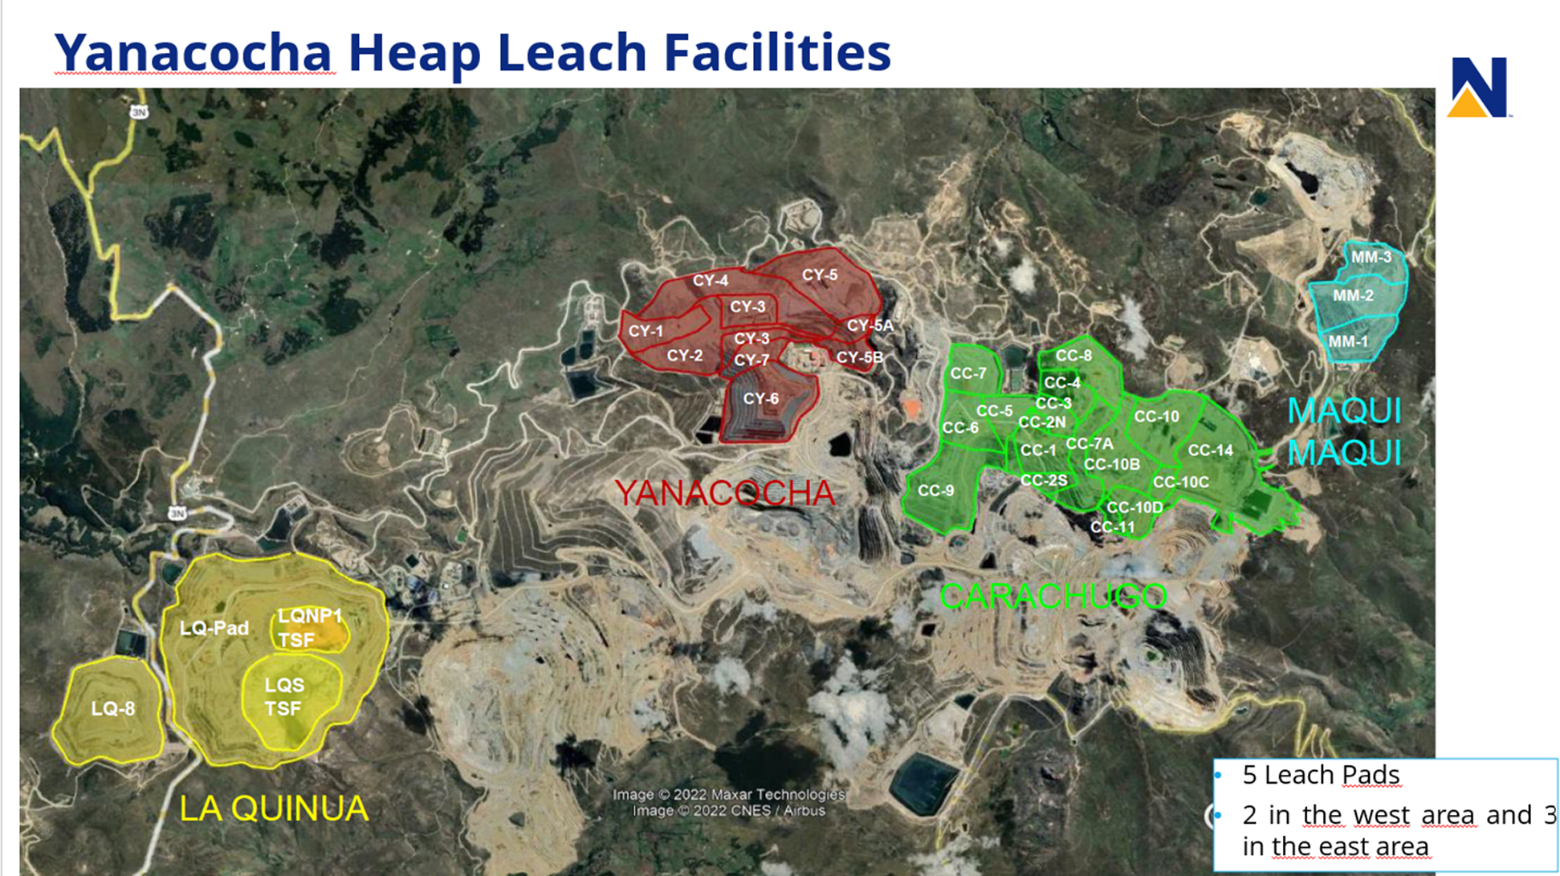 Yanacocha Heap Leach Facilities
3N
MM-3
CY-5
CY-4
MM-2
CY-3
CY-5A
CY-1
CY-3
MM-1
CY-2
CY-7
CY-5B
CC-8
CC-7
CC-4
CY-6
CC-3
CC-5
CC-10
MAQUI
MAQUI
CC-2N
CC-6
CC-7A
CC-1
CC-14
CC-10B
CC-2S
CC-10C
CC-9
YANACOCHA
CC-10D
3N
CC-11
CARACHUGO
LQNP1
TSF
LQ-Pad
LQS
TSF
LQ-8
LA QUINUA
Image © 2022 Maxar Technologies
Image © 2022 CNES / Airbus
• 5 Leach Pads
• 2 in the west area and 3
in the east area